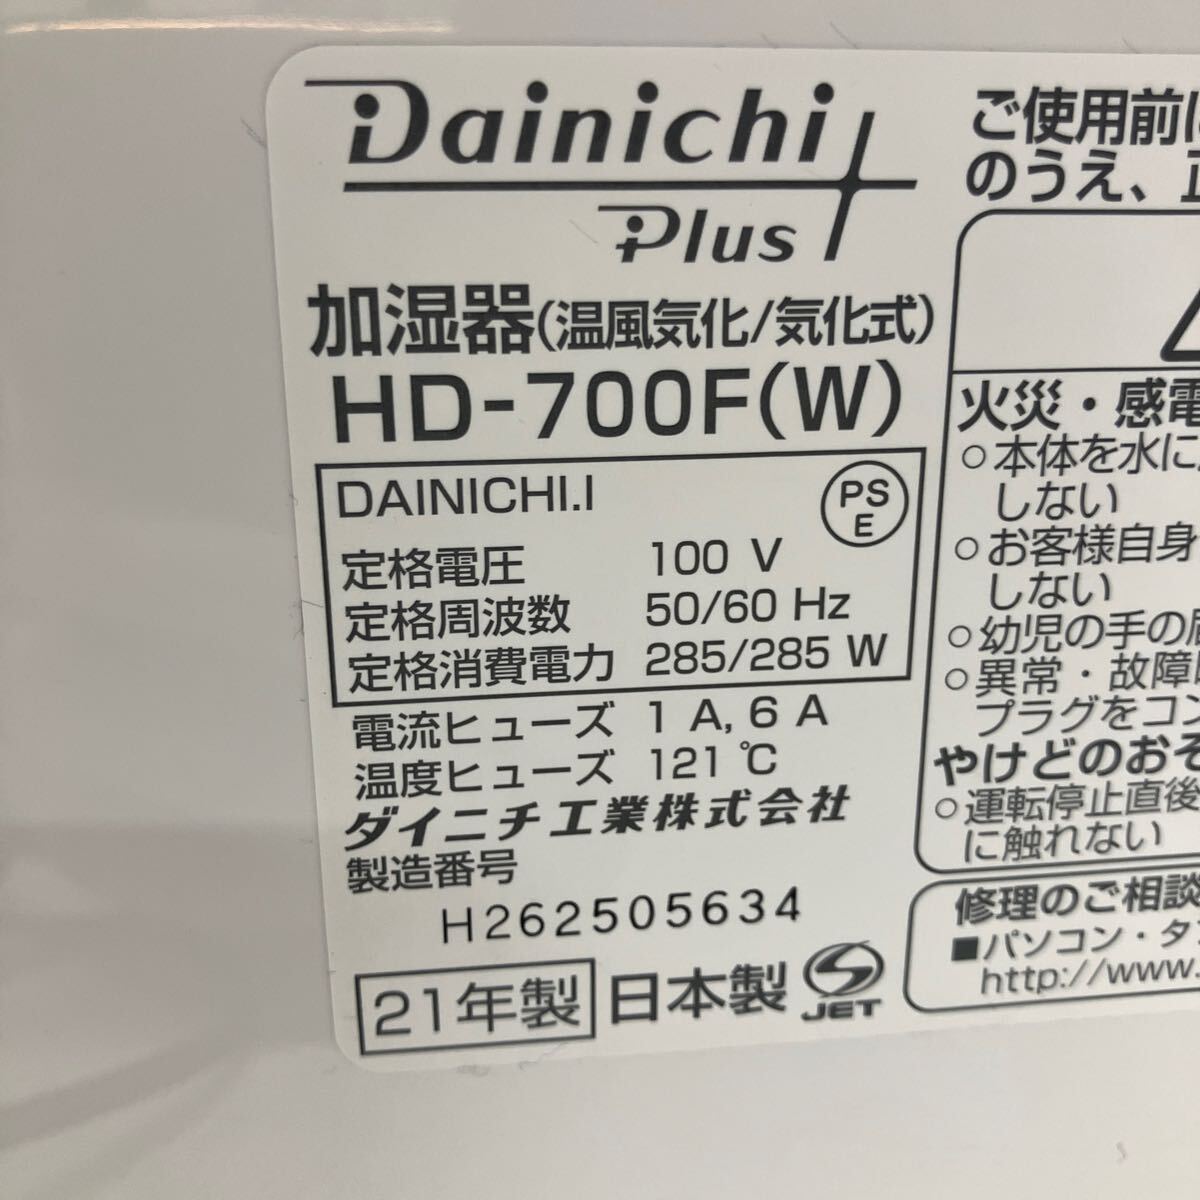 Dainichi
Plus
加湿器(温風気化/気化式)
HD-700F(W)
DAINICHI.I
PS
E
定格電圧 100 V
定格周波数 50/60 Hz
定格消費電力 285/285 W
電流ヒューズ 1 A, 6 A
温度ヒューズ 121 ℃
ダイニチ工業株式会社
製造番号
H262505634
21年製 日本製 JET
ご使用前に
のうえ、正
火災・感電
○本体を水に
しない
○お客様自身
しない
○幼児の手の届
○異常・故障時
プラグをコン
やけどのおそ
○運転停止直後
に触れない
修理のご相談
■パソコン・タブ
http://www.